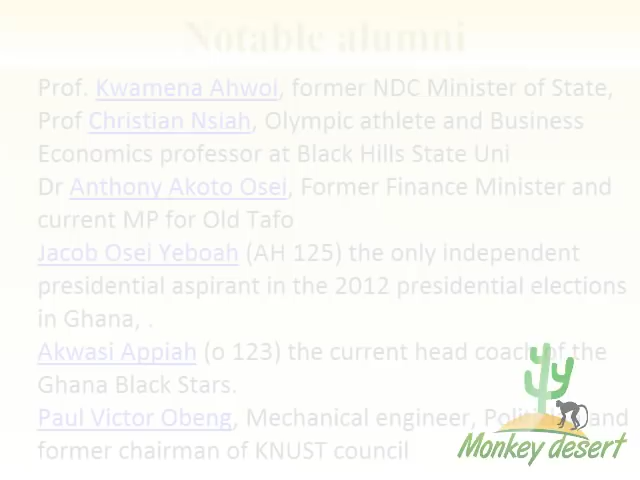 Notable alumni
Prof. Kwamena Ahwoi, former NDC Minister of State,
Prof Christian Nsiah, Olympic athlete and Business
Economics professor at Black Hills State Uni
Dr Anthony Akoto Osei, Former Finance Minister and
current MP for Old Tafo
Jacob Osei Yeboah (AH 125) the only independent
presidential aspirant in the 2012 presidential elections
in Ghana, .
Akwasi Appiah (o 123) the current head coach of the
Ghana Black Stars.
Paul Victor Obeng, Mechanical engineer, and
former chairman of KNUST council
Monkey desert